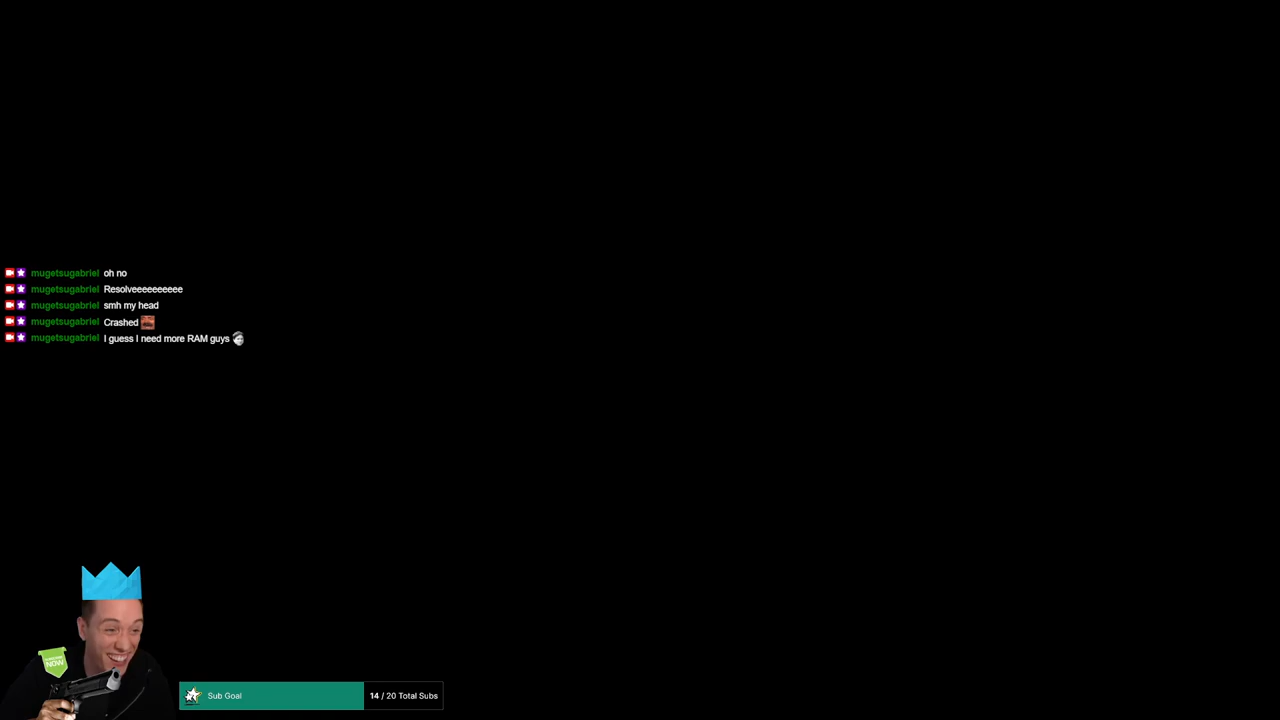 mugetsugabriel oh no
mugetsugabriel Resolveeeeeeeeee
mugetsugabriel smh my head
mugetsugabriel Crashed
mugetsugabriel I guess I need more RAM guys
NOW
Sub Goal
14 / 20 Total Subs